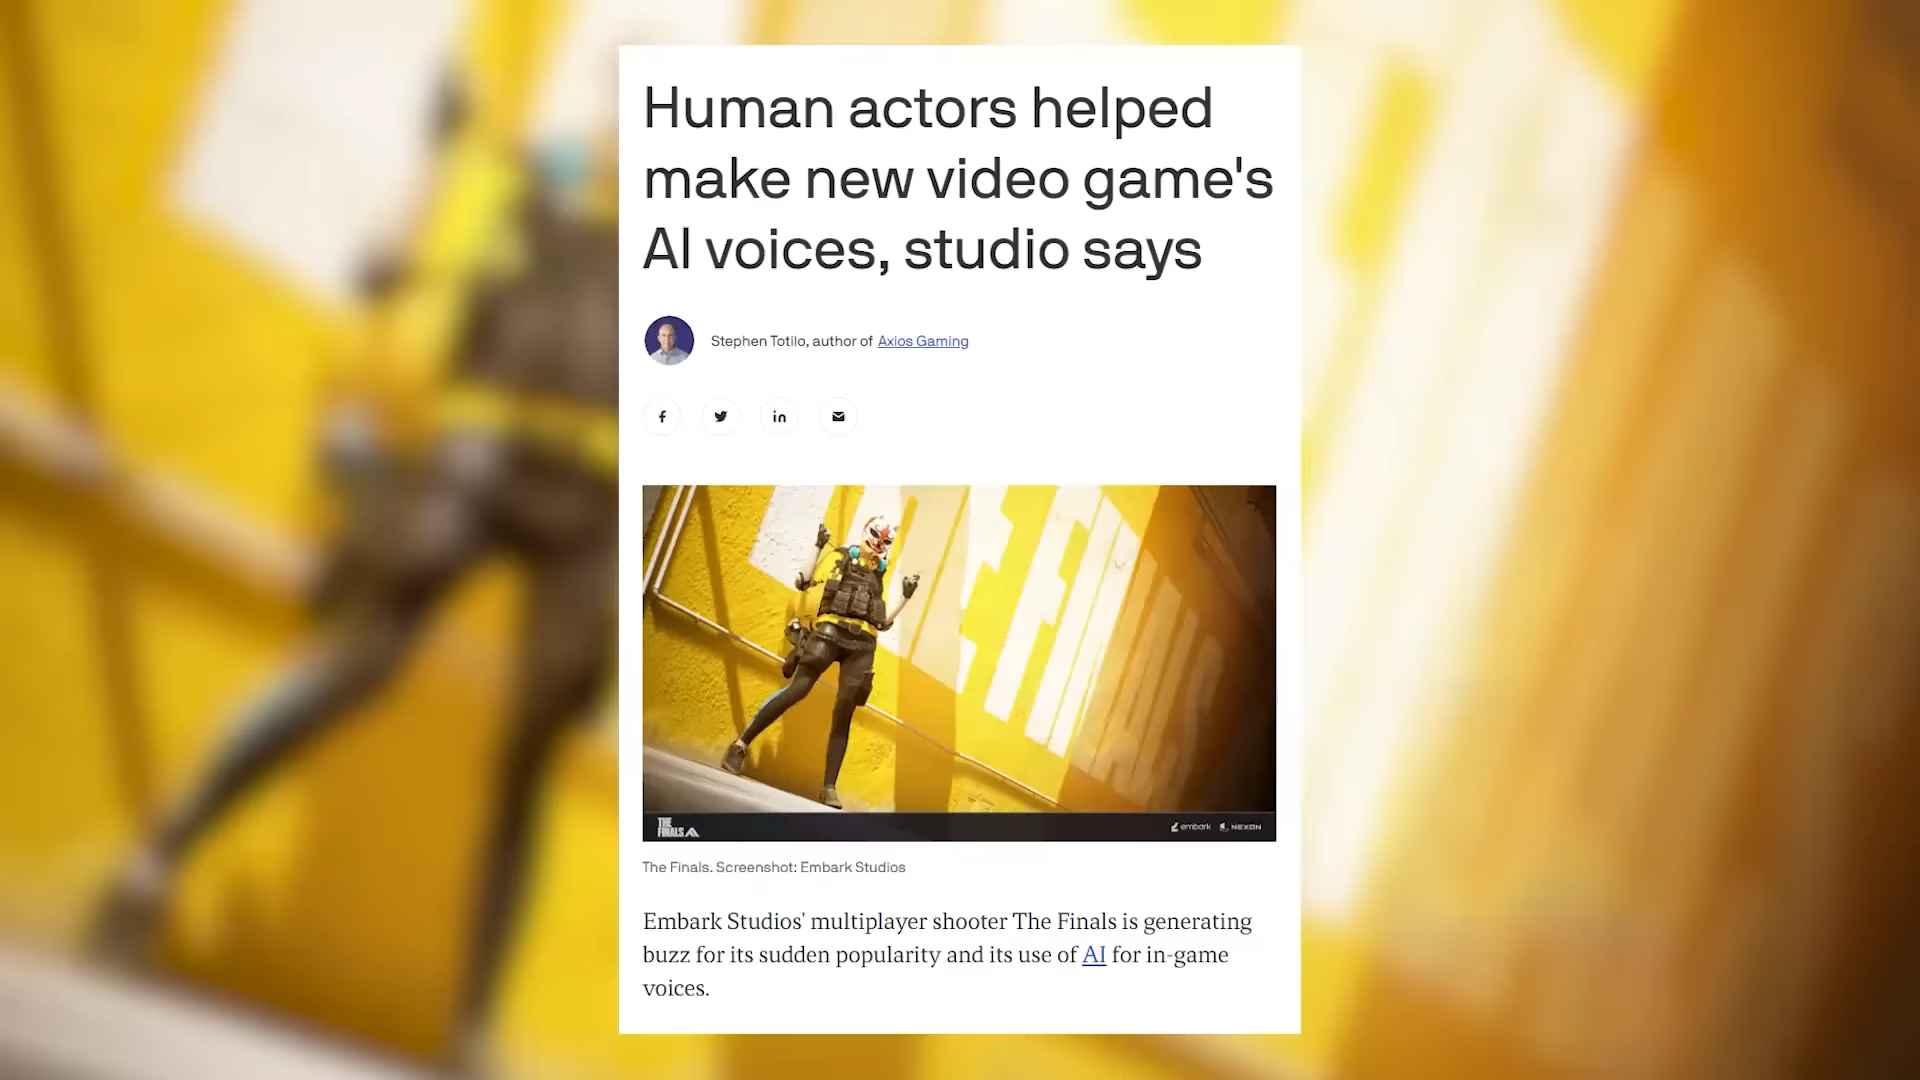 Human actors helped
make new video game's
AI voices, studio says
Stephen Totilo, author of Axios Gaming
THE
FINALS
embark NEXON
The Finals. Screenshot: Embark Studios
Embark Studios' multiplayer shooter The Finals is generating
buzz for its sudden popularity and its use of AI for in-game
voices.